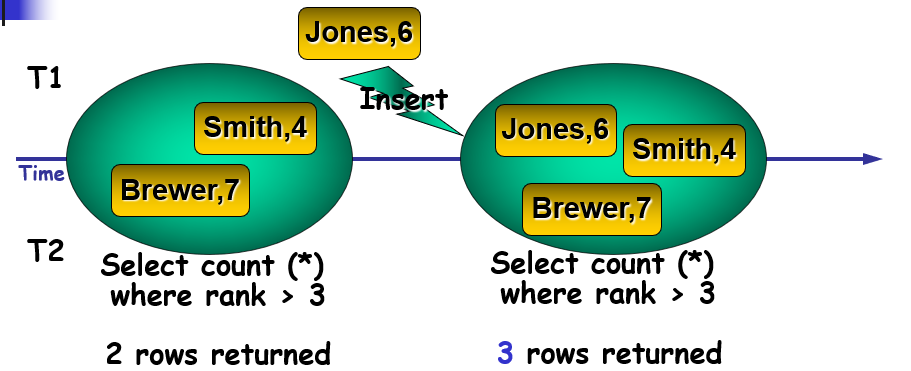 Jones,6
T1
Insert
Smith,4
Jones,6
Smith,4
Time
Brewer,7
Brewer,7
T2
Select count (*)
where rank > 3
Select count (*)
where rank > 3
2 rows returned
3 rows returned